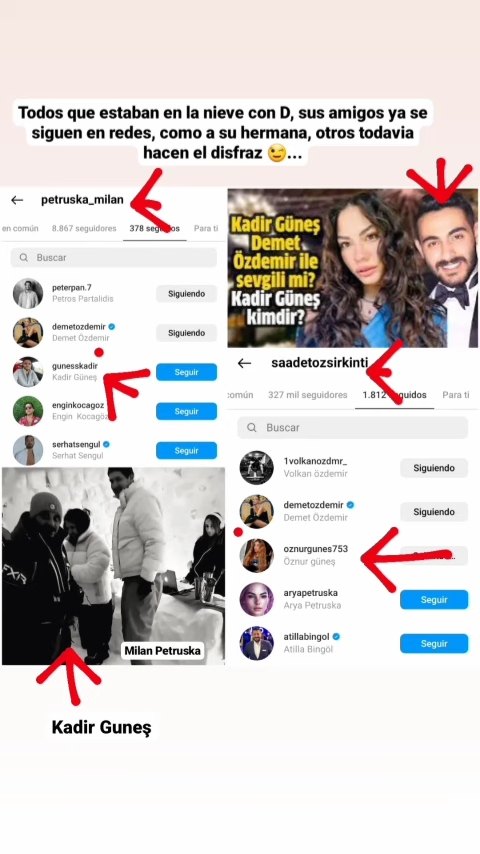 Todos que estaban en la nieve con D, sus amigos ya se
siguen en redes, como a su hermana, otros todavia
hacen el disfraz 😉...
petruska_milan
en común 8.867 seguidores 378 seguidos Para ti
Buscar
peterpan.7
Petros Partalidis
Siguiendo
demetozdemir
Demet Özdemir
Siguiendo
gunesskadir
Kadir Güneş
Seguir
enginkocagoz
Engin Kocagöz
Seguir
serhatsengul
Serhat Sengul
Seguir
Kadir Güneş
Demet
Özdemir ile
sevgili mi?
Kadir Güneş
kimdir?
saadetozsirkinti
común 327 mil seguidores 1.812 seguidos Para ti
Buscar
1volkanozdmr_
Volkan özdemir
Siguiendo
demetozdemir
Demet Özdemir
Siguiendo
oznurgunes753
Öznur güneş
aryapetruska
Arya Petruska
Seguir
atillabingol
Atilla Bingöl
Seguir
Milan Petruska
Kadir Guneş